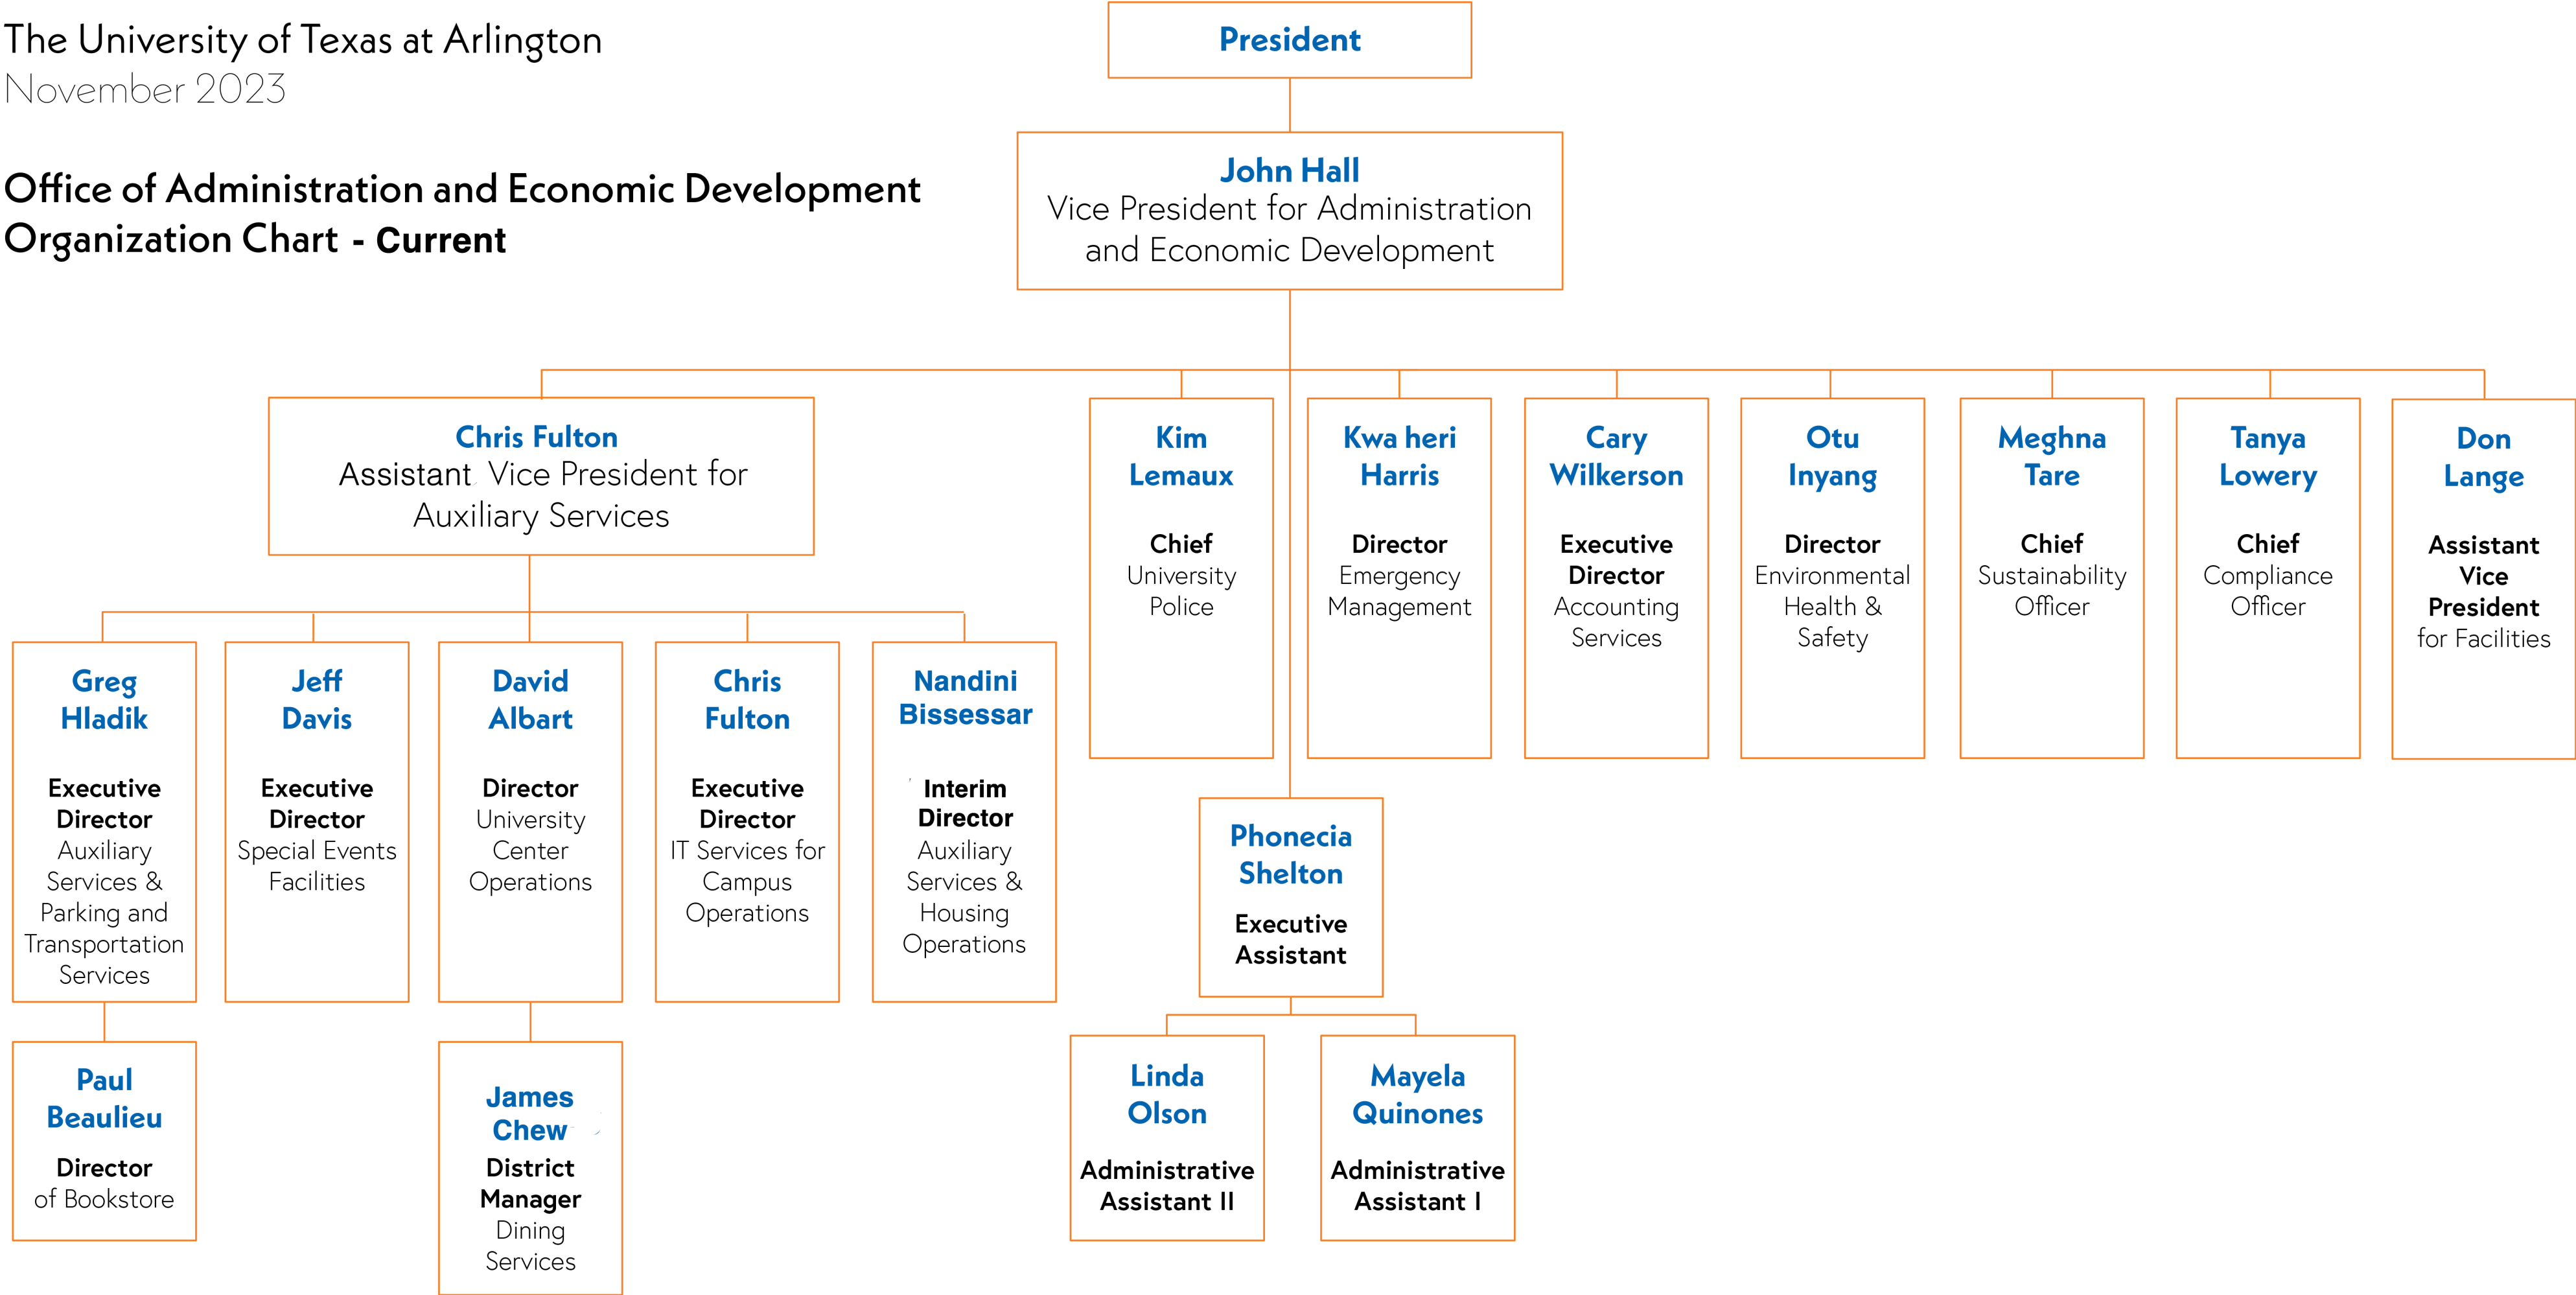 The University of Texas at Arlington
November 2023
Office of Administration and Economic Development
Organization Chart - Current
President
John Hall
Vice President for Administration
and Economic Development
Chris Fulton
Assistant Vice President for
Auxiliary Services
Kim
Lemaux
Chief
University
Police
Kwa heri
Harris
Director
Emergency
Management
Cary
Wilkerson
Executive
Director
Accounting
Services
Otu
Inyang
Director
Environmental
Health &
Safety
Meghna
Tare
Chief
Sustainability
Officer
Tanya
Lowery
Chief
Compliance
Officer
Don
Lange
Assistant
Vice
President
for Facilities
Greg
Hladik
Executive
Director
Auxiliary
Services &
Parking and
Transportation
Services
Jeff
Davis
Executive
Director
Special Events
Facilities
David
Albart
Director
University
Center
Operations
Chris
Fulton
Executive
Director
IT Services for
Campus
Operations
Nandini
Bissessar
Interim
Director
Auxiliary
Services &
Housing
Operations
Phonecia
Shelton
Executive
Assistant
Paul
Beaulieu
Director
of Bookstore
James
Chew
District
Manager
Dining
Services
Linda
Olson
Administrative
Assistant II
Mayela
Quinones
Administrative
Assistant I